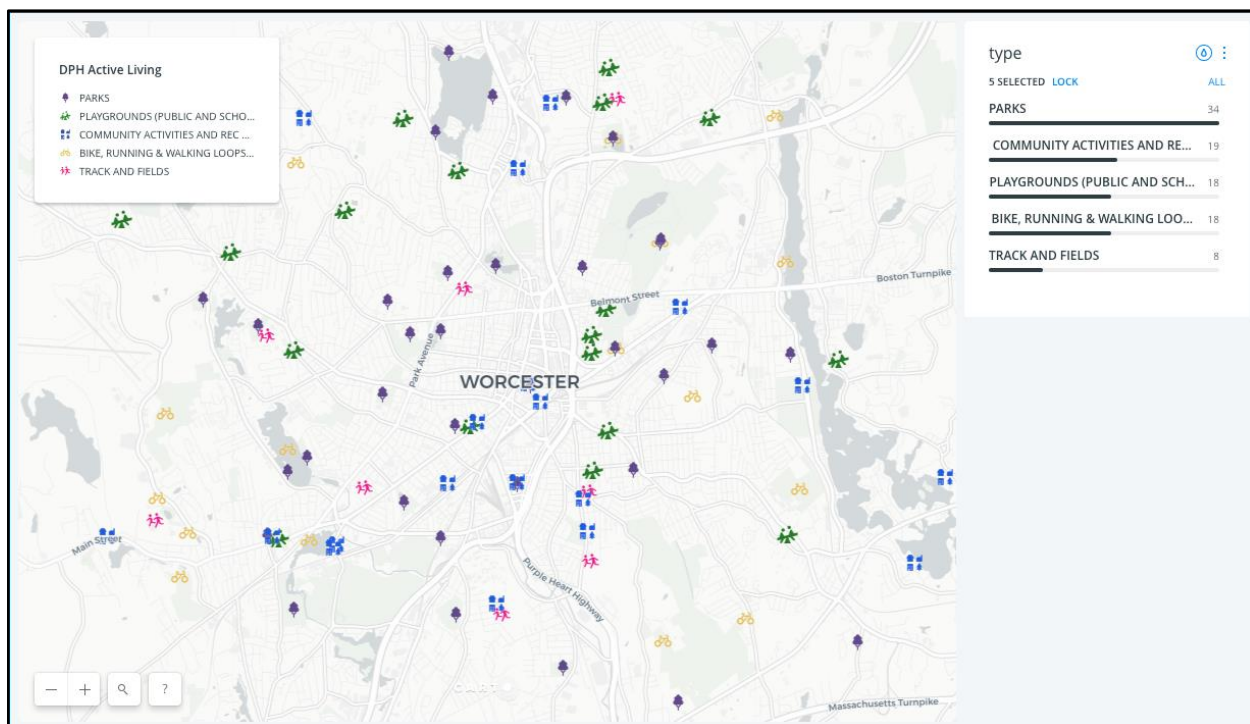 DPH Active Living
PARKS
PLAYGROUNDS (PUBLIC AND SCHO...
COMMUNITY ACTIVITIES AND REC ...
BIKE, RUNNING & WALKING LOOPS...
TRACK AND FIELDS
Boston Turnpike
Belmont Street
Park Avenue
WORCESTER
Main Street
Purple Heart Highway
CARTO
Massachusetts Turnpike
?
type
5 SELECTED LOCK ALL
PARKS 34
COMMUNITY ACTIVITIES AND RE... 19
PLAYGROUNDS (PUBLIC AND SCH... 18
BIKE, RUNNING & WALKING LOO... 18
TRACK AND FIELDS 8